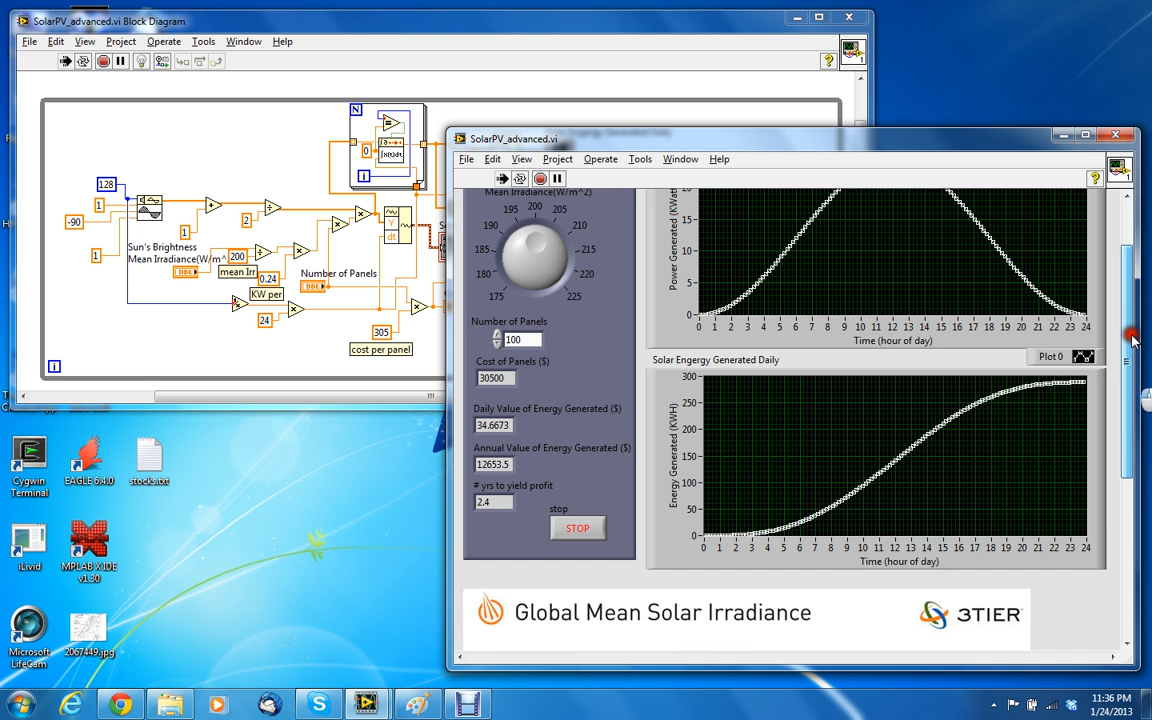 SolarPV_advanced.vi Block Diagram
File Edit View Project Operate Tools Window Help
N
0
i
128
1
-90
1
1
2
Sun's Brightness
Mean Irradiance(W/m^
DBL
200
mean Irr
0.24
KW per
Number of Panels
DBL
24
305
cost per panel
dt
i
SolarPV_advanced.vi
File Edit View Project Operate Tools Window Help
Mean Irradiance(W/m^2)
175 180 185 190 195 200 205 210 215 220 225
Number of Panels
100
Cost of Panels ($)
30500
Daily Value of Energy Generated ($)
34.6673
Annual Value of Energy Generated ($)
12653.5
# yrs to yield profit
2.4
stop
STOP
Power Generated (KWatt
20
15
10
5
0
0 1 2 3 4 5 6 7 8 9 10 11 12 13 14 15 16 17 18 19 20 21 22 23 24
Time (hour of day)
Solar Engergy Generated Daily
Plot 0
Energy Generated (KWH)
300
250
200
150
100
50
0
0 1 2 3 4 5 6 7 8 9 10 11 12 13 14 15 16 17 18 19 20 21 22 23 24
Time (hour of day)
Global Mean Solar Irradiance
3TIER
Cygwin
Terminal
EAGLE 6.4.0
stocks.txt
iLivid
MPLAB X IDE
v1.30
Microsoft
LifeCam
2067449.jpg
11:36 PM
1/24/2013